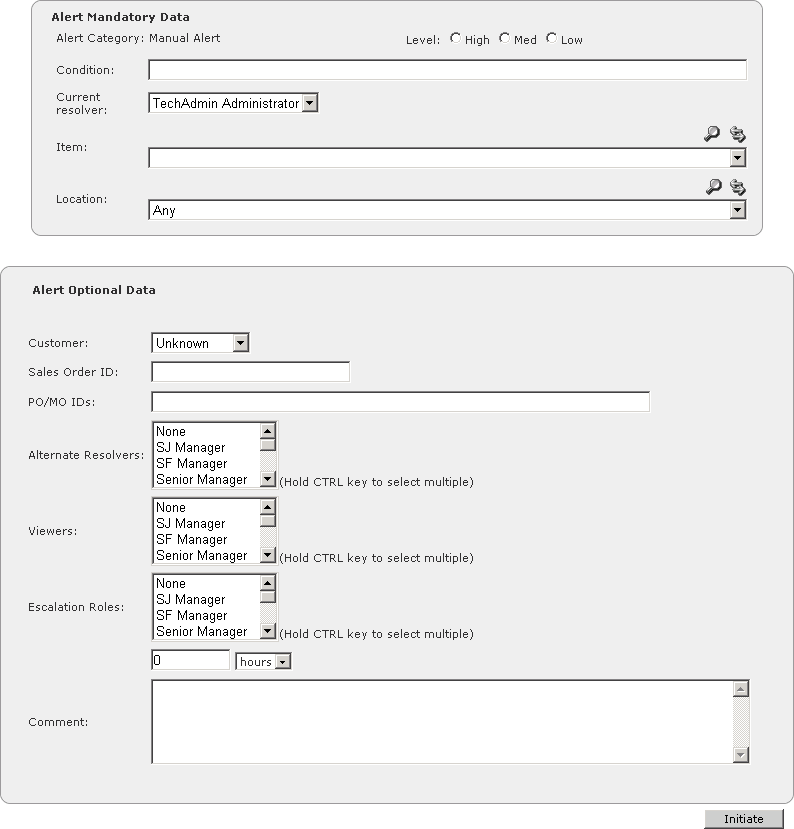 Alert Mandatory Data
Alert Category: Manual Alert
Level: High Med Low
Condition:
Current
resolver:
TechAdmin Administrator
Item:
Location:
Any
Alert Optional Data
Customer:
Unknown
Sales Order ID:
PO/MO IDs:
Alternate Resolvers:
None
SJ Manager
SF Manager
Senior Manager
(Hold CTRL key to select multiple)
Viewers:
None
SJ Manager
SF Manager
Senior Manager
(Hold CTRL key to select multiple)
Escalation Roles:
None
SJ Manager
SF Manager
Senior Manager
(Hold CTRL key to select multiple)
0 hours
Comment:
Initiate